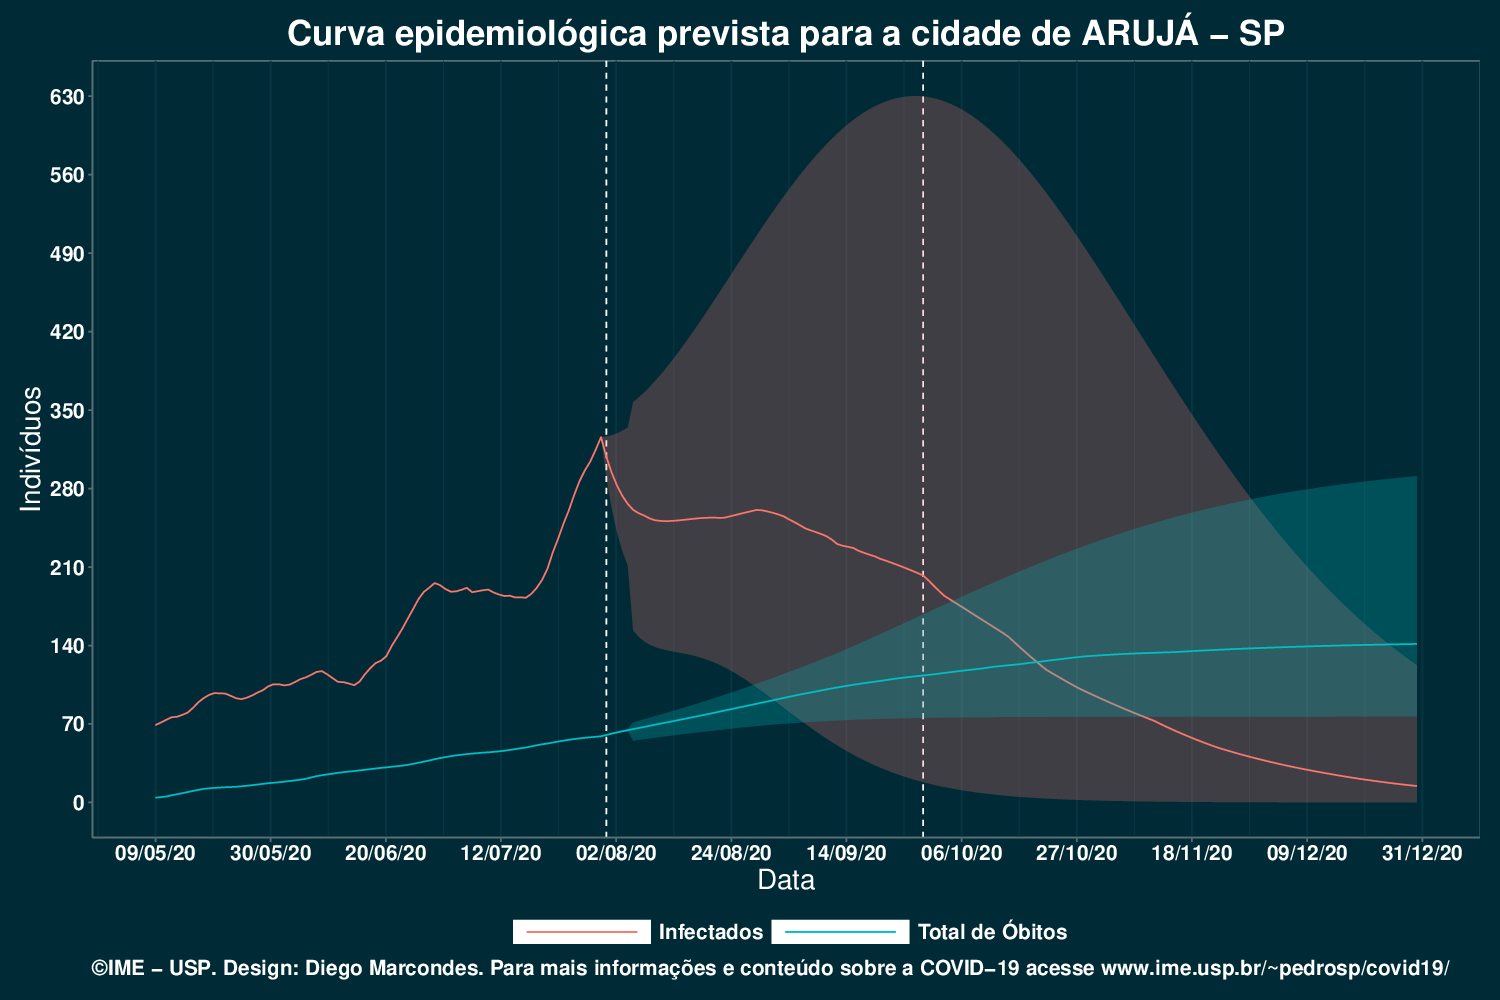 Curva epidemiológica prevista para a cidade de ARUJÁ – SP
Indivíduos
630
560
490
420
350
280
210
140
70
0
09/05/20 30/05/20 20/06/20 12/07/20 02/08/20 24/08/20 14/09/20 06/10/20 27/10/20 18/11/20 09/12/20 31/12/20
Data
Infectados Total de Óbitos
©IME – USP. Design: Diego Marcondes. Para mais informações e conteúdo sobre a COVID–19 acesse www.ime.usp.br/~pedrosp/covid19/